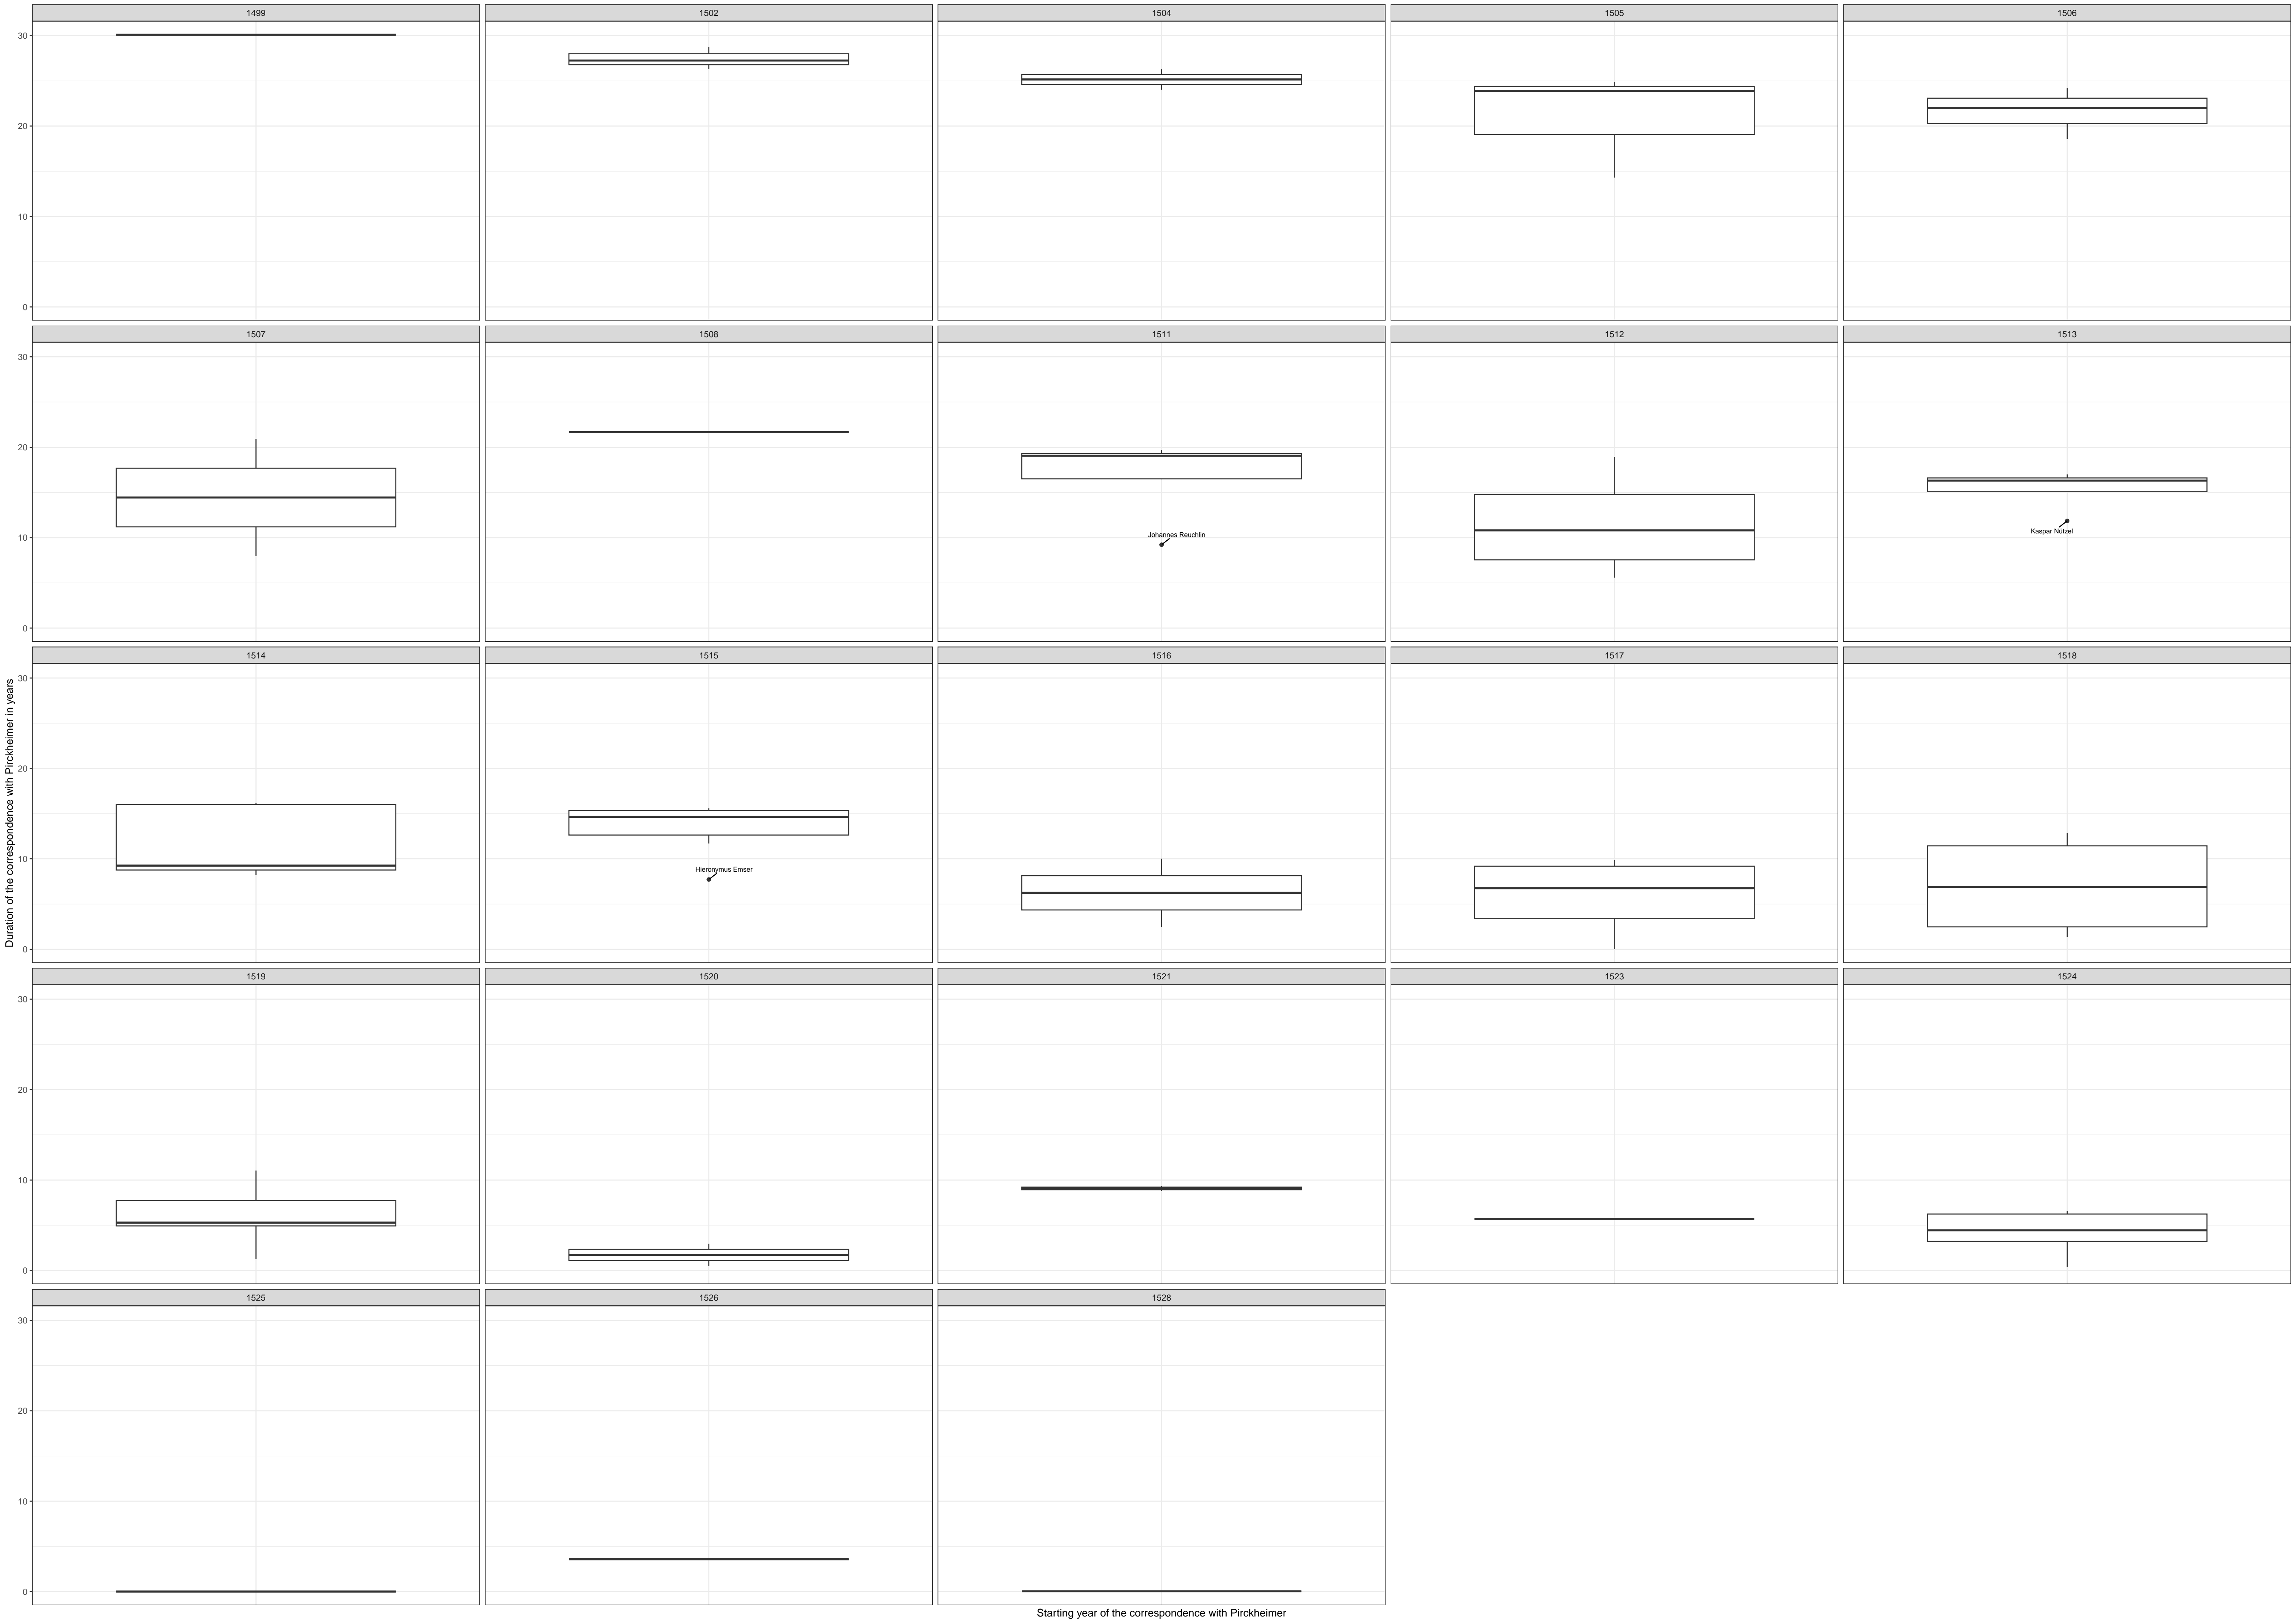 1499 1502 1504 1505 1506
30
20
10
0
1507 1508 1511 1512 1513
30
20
10
0
Johannes Reuchlin
Kaspar Nützel
1514 1515 1516 1517 1518
30
20
10
0
Hieronymus Emser
Duration of the correspondence with Pirckheimer in years
1519 1520 1521 1523 1524
30
20
10
0
1525 1526 1528
30
20
10
0
Starting year of the correspondence with Pirckheimer